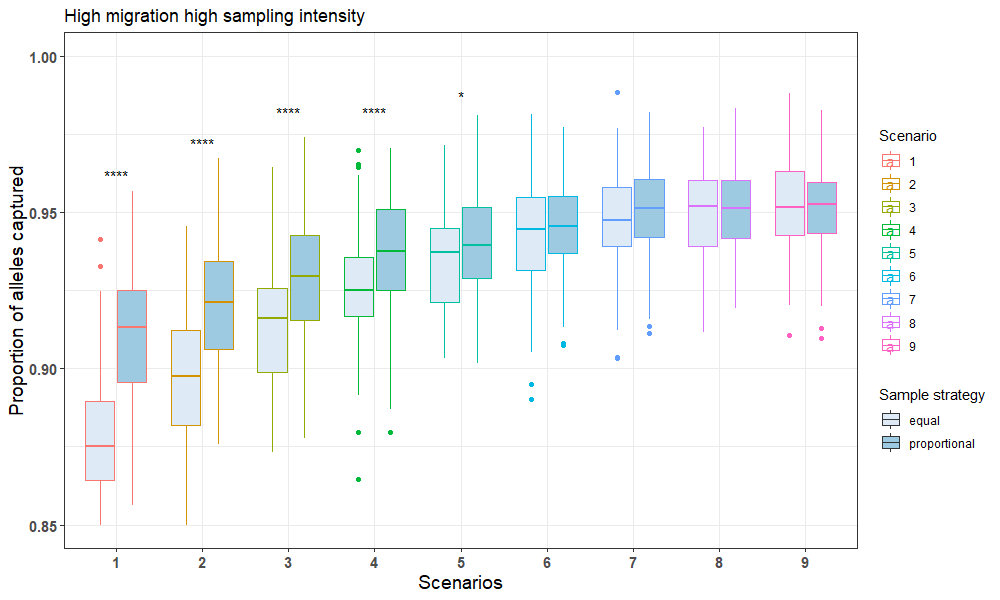 High migration high sampling intensity
Proportion of alleles captured
1.00
0.95
0.90
0.85
****
****
****
****
*
1 2 3 4 5 6 7 8 9
Scenarios
Scenario
a 1
a 2
a 3
a 4
a 5
a 6
a 7
a 8
a 9
Sample strategy
equal
proportional